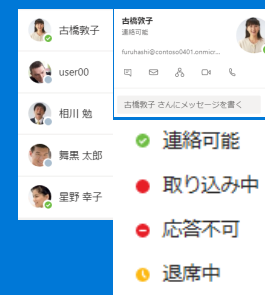 古橋敦子
user00
相川 勉
舞黒 太郎
星野 幸子
古橋敦子
連絡可能
furuhashi@contoso0401.onmicr...
古橋敦子 さんにメッセージを書く
連絡可能
取り込み中
応答不可
退席中